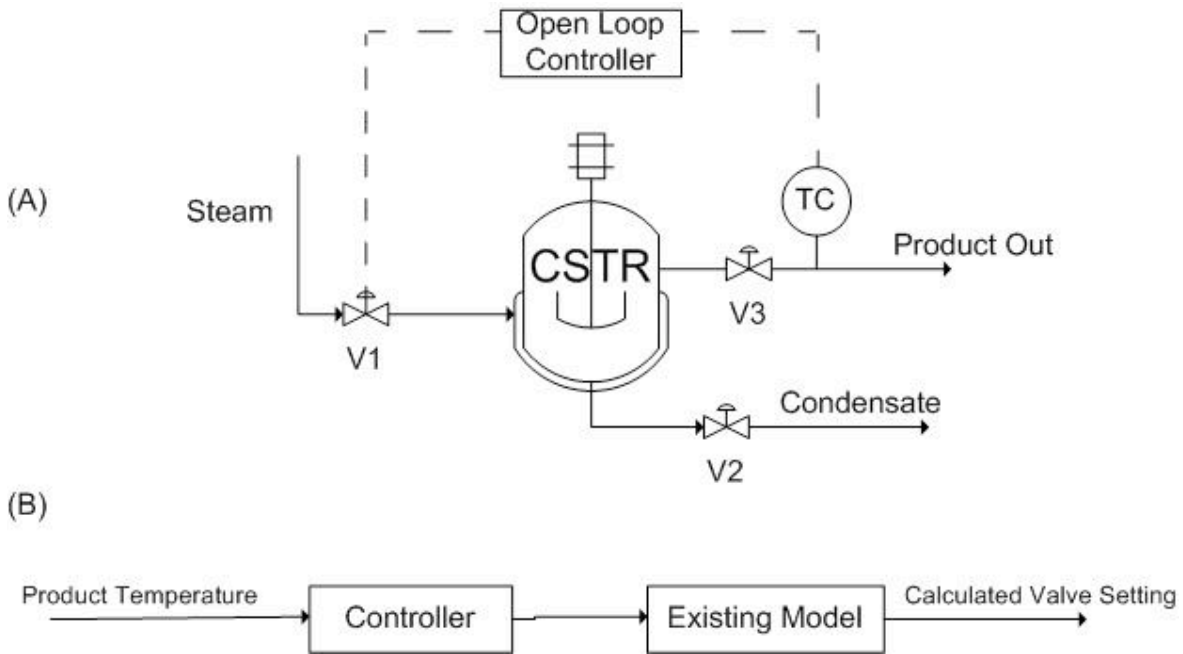 Open Loop
Controller
(A)
Steam
TC
CSTR
Product Out
V1
V3
Condensate
V2
(B)
Product Temperature
Controller
Existing Model
Calculated Valve Setting